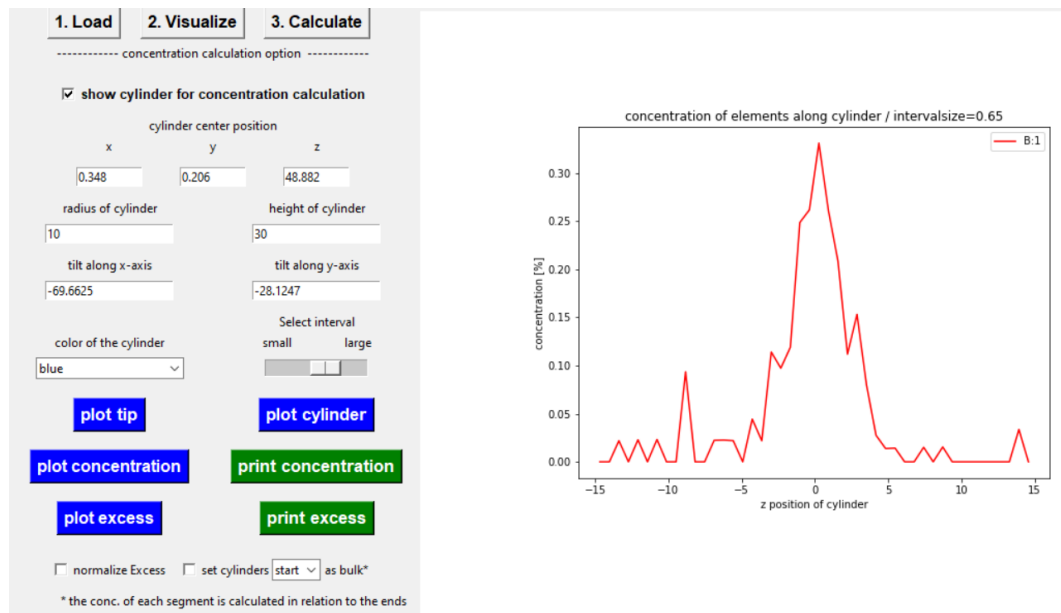 1. Load 2. Visualize 3. Calculate
------------ concentration calculation option ------------
show cylinder for concentration calculation
cylinder center position
x y z
0.348 0.206 48.882
radius of cylinder height of cylinder
10 30
tilt along x-axis tilt along y-axis
-69.6625 -28.1247
Select interval
color of the cylinder small large
blue
plot tip plot cylinder
plot concentration print concentration
plot excess print excess
normalize Excess set cylinders start as bulk*
* the conc. of each segment is calculated in relation to the ends
concentration of elements along cylinder / intervalsize=0.65
B:1
concentration [%]
0.30
0.25
0.20
0.15
0.10
0.05
0.00
−15 −10 −5 0 5 10 15
z position of cylinder